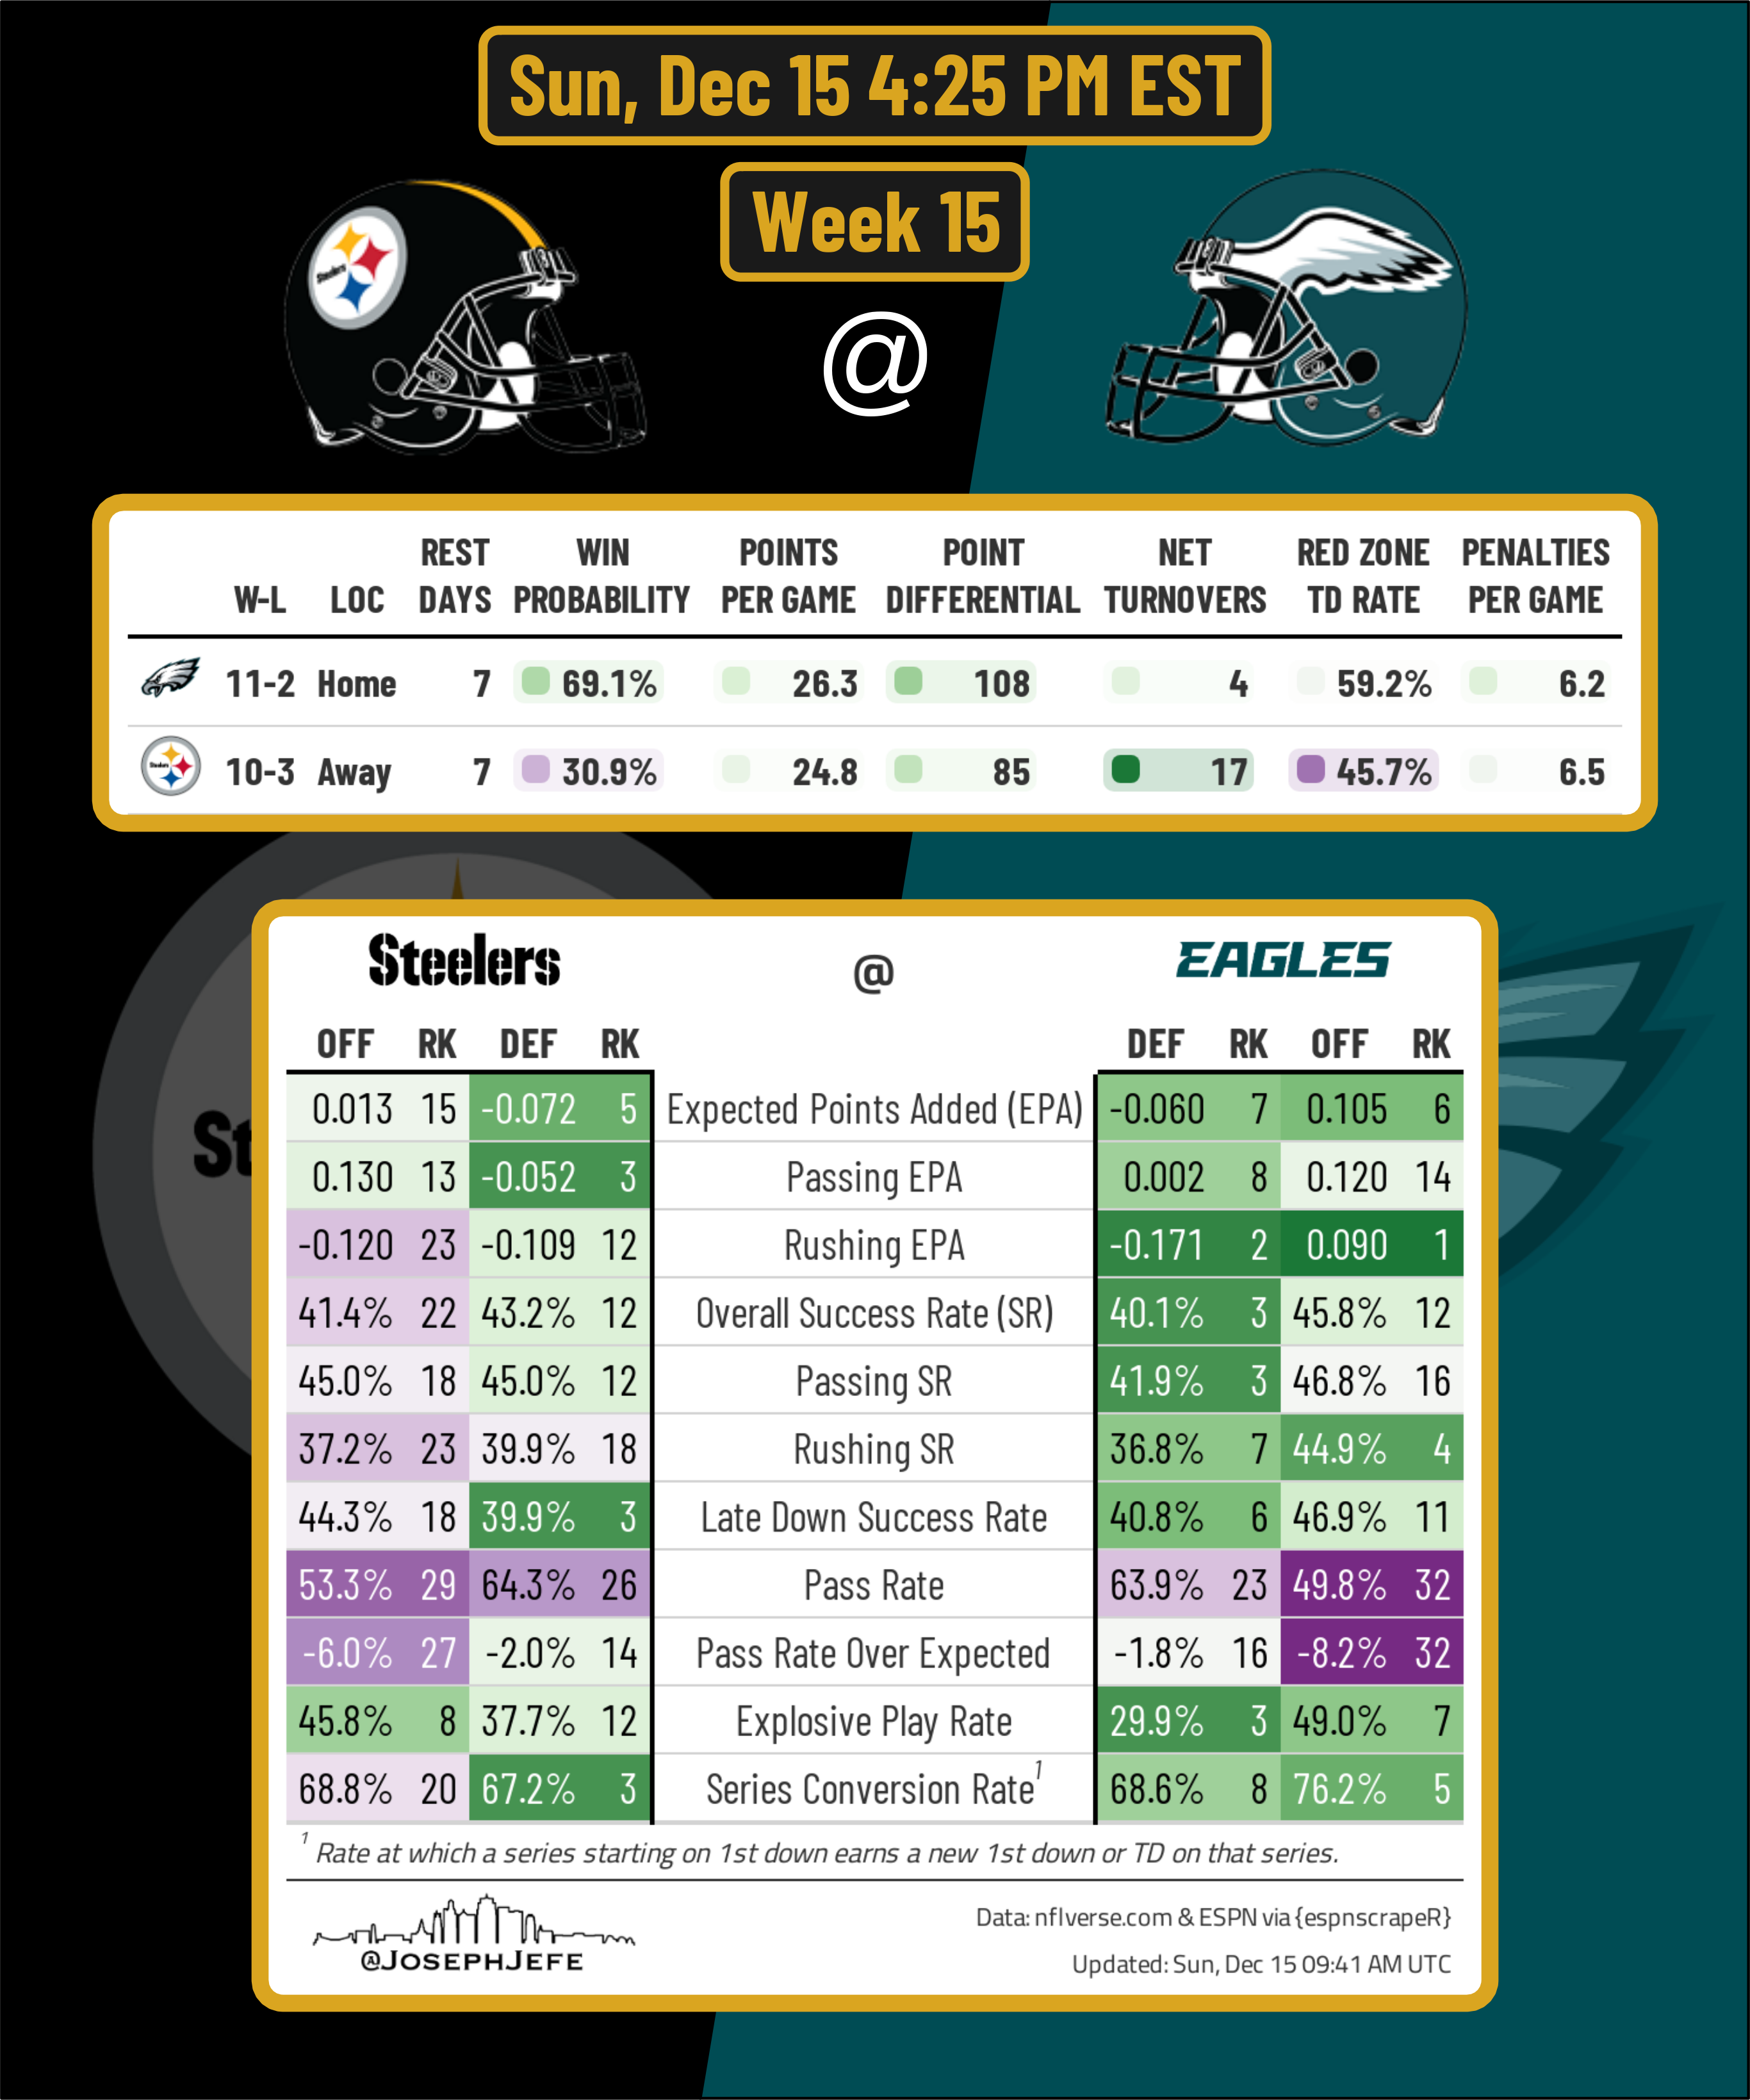 Sun, Dec 15 4:25 PM EST
Week 15
Steelers
@
REST WIN POINTS POINT NET RED ZONE PENALTIES
W-L LOC DAYS PROBABILITY PER GAME DIFFERENTIAL TURNOVERS TD RATE PER GAME
11-2 Home 7 69.1% 26.3 108 4 59.2% 6.2
Steelers 10-3 Away 7 30.9% 24.8 85 17 45.7% 6.5
Steelers @ EAGLES
OFF RK DEF RK DEF RK OFF RK
0.013 15 -0.072 5 Expected Points Added (EPA) -0.060 7 0.105 6
St
0.130 13 -0.052 3 Passing EPA 0.002 8 0.120 14
-0.120 23 -0.109 12 Rushing EPA -0.171 2 0.090 1
41.4% 22 43.2% 12 Overall Success Rate (SR) 40.1% 3 45.8% 12
45.0% 18 45.0% 12 Passing SR 41.9% 3 46.8% 16
37.2% 23 39.9% 18 Rushing SR 36.8% 7 44.9% 4
44.3% 18 39.9% 3 Late Down Success Rate 40.8% 6 46.9% 11
53.3% 29 64.3% 26 Pass Rate 63.9% 23 49.8% 32
-6.0% 27 -2.0% 14 Pass Rate Over Expected -1.8% 16 -8.2% 32
45.8% 8 37.7% 12 Explosive Play Rate 29.9% 3 49.0% 7
68.8% 20 67.2% 3 Series Conversion Rate¹ 68.6% 8 76.2% 5
¹ Rate at which a series starting on 1st down earns a new 1st down or TD on that series.
@JOSEPHJEFE
Data: nflverse.com & ESPN via {espnscrapeR}
Updated: Sun, Dec 15 09:41 AM UTC